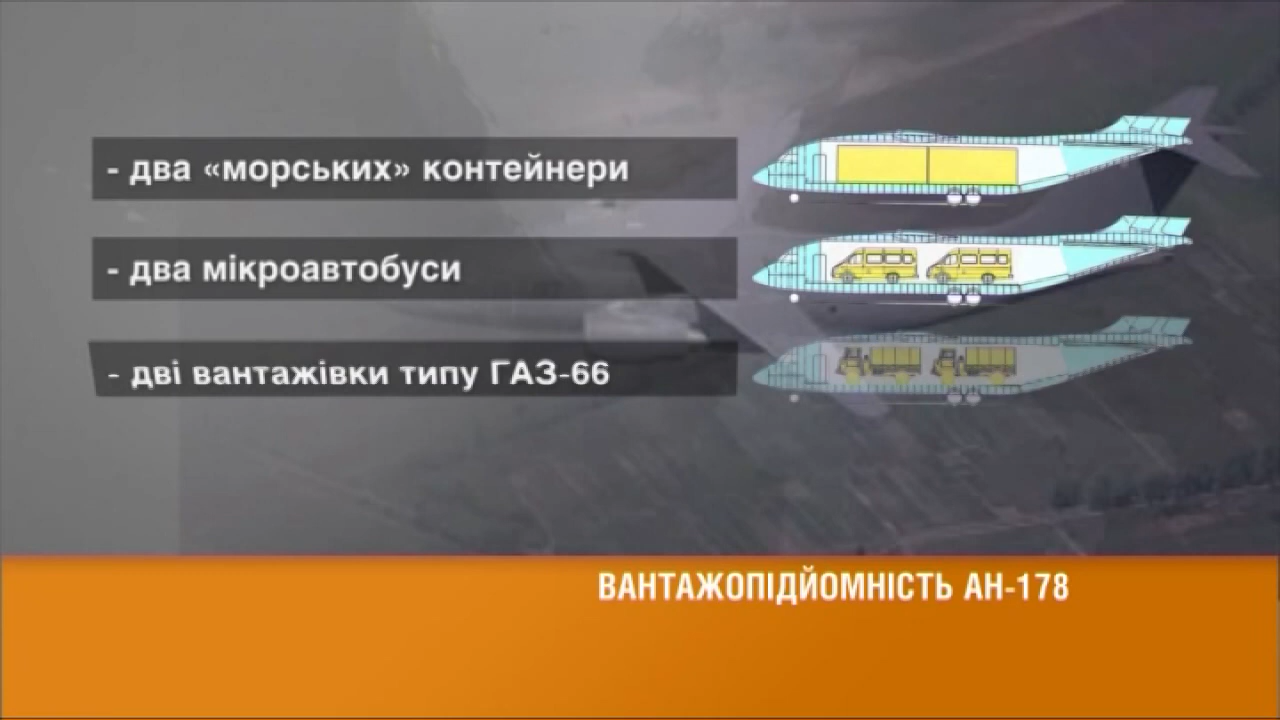 - два «морських» контейнери
- два мікроавтобуси
- дві вантажівки типу ГАЗ-66
ВАНТАЖОПІДЙОМНІСТЬ АН-178